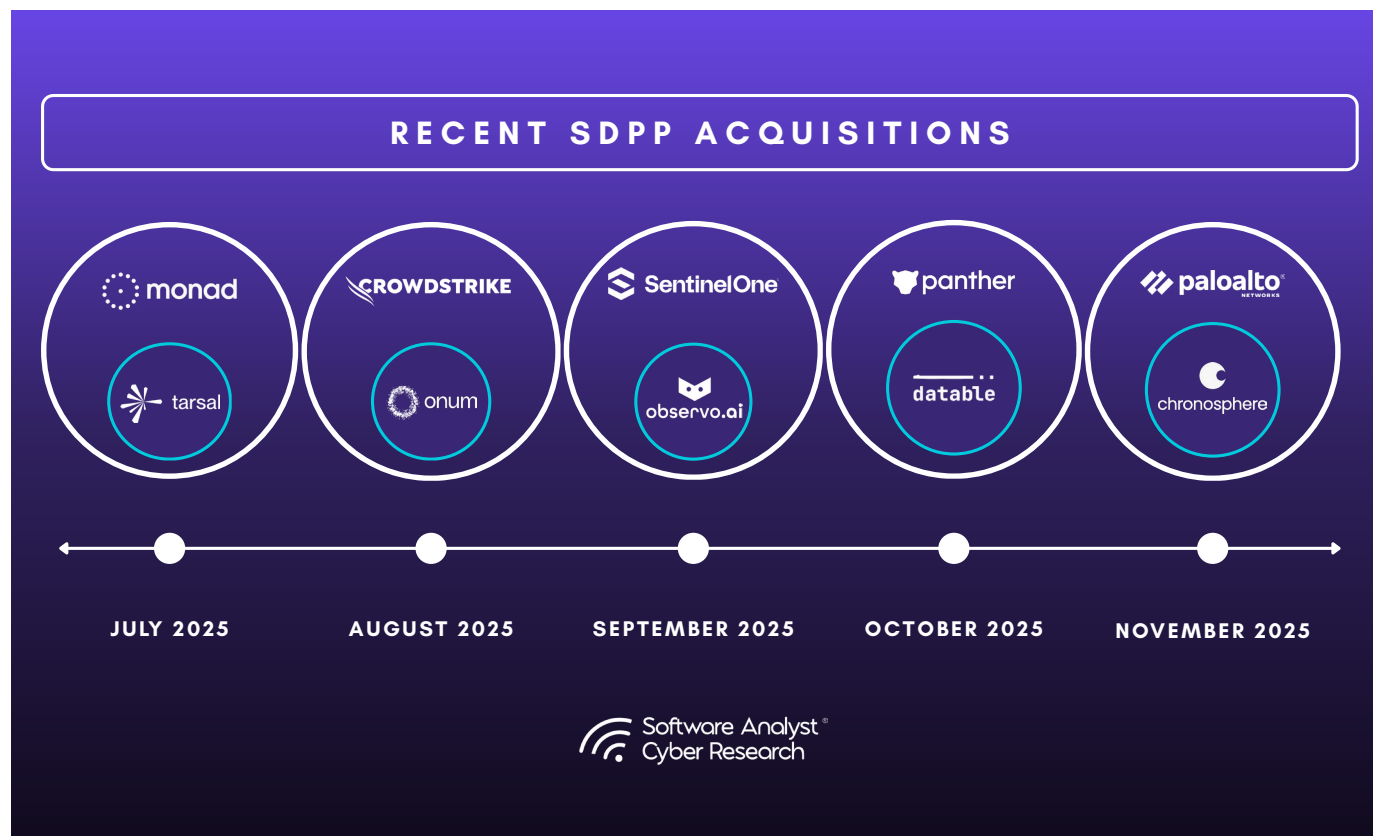 RECENT SDPP ACQUISITIONS
monad
tarsal
CROWDSTRIKE
onum
SentinelOne
observo.ai
panther
datable
paloalto®
NETWORKS
chronosphere
JULY 2025
AUGUST 2025
SEPTEMBER 2025
OCTOBER 2025
NOVEMBER 2025
Software Analyst®
Cyber Research